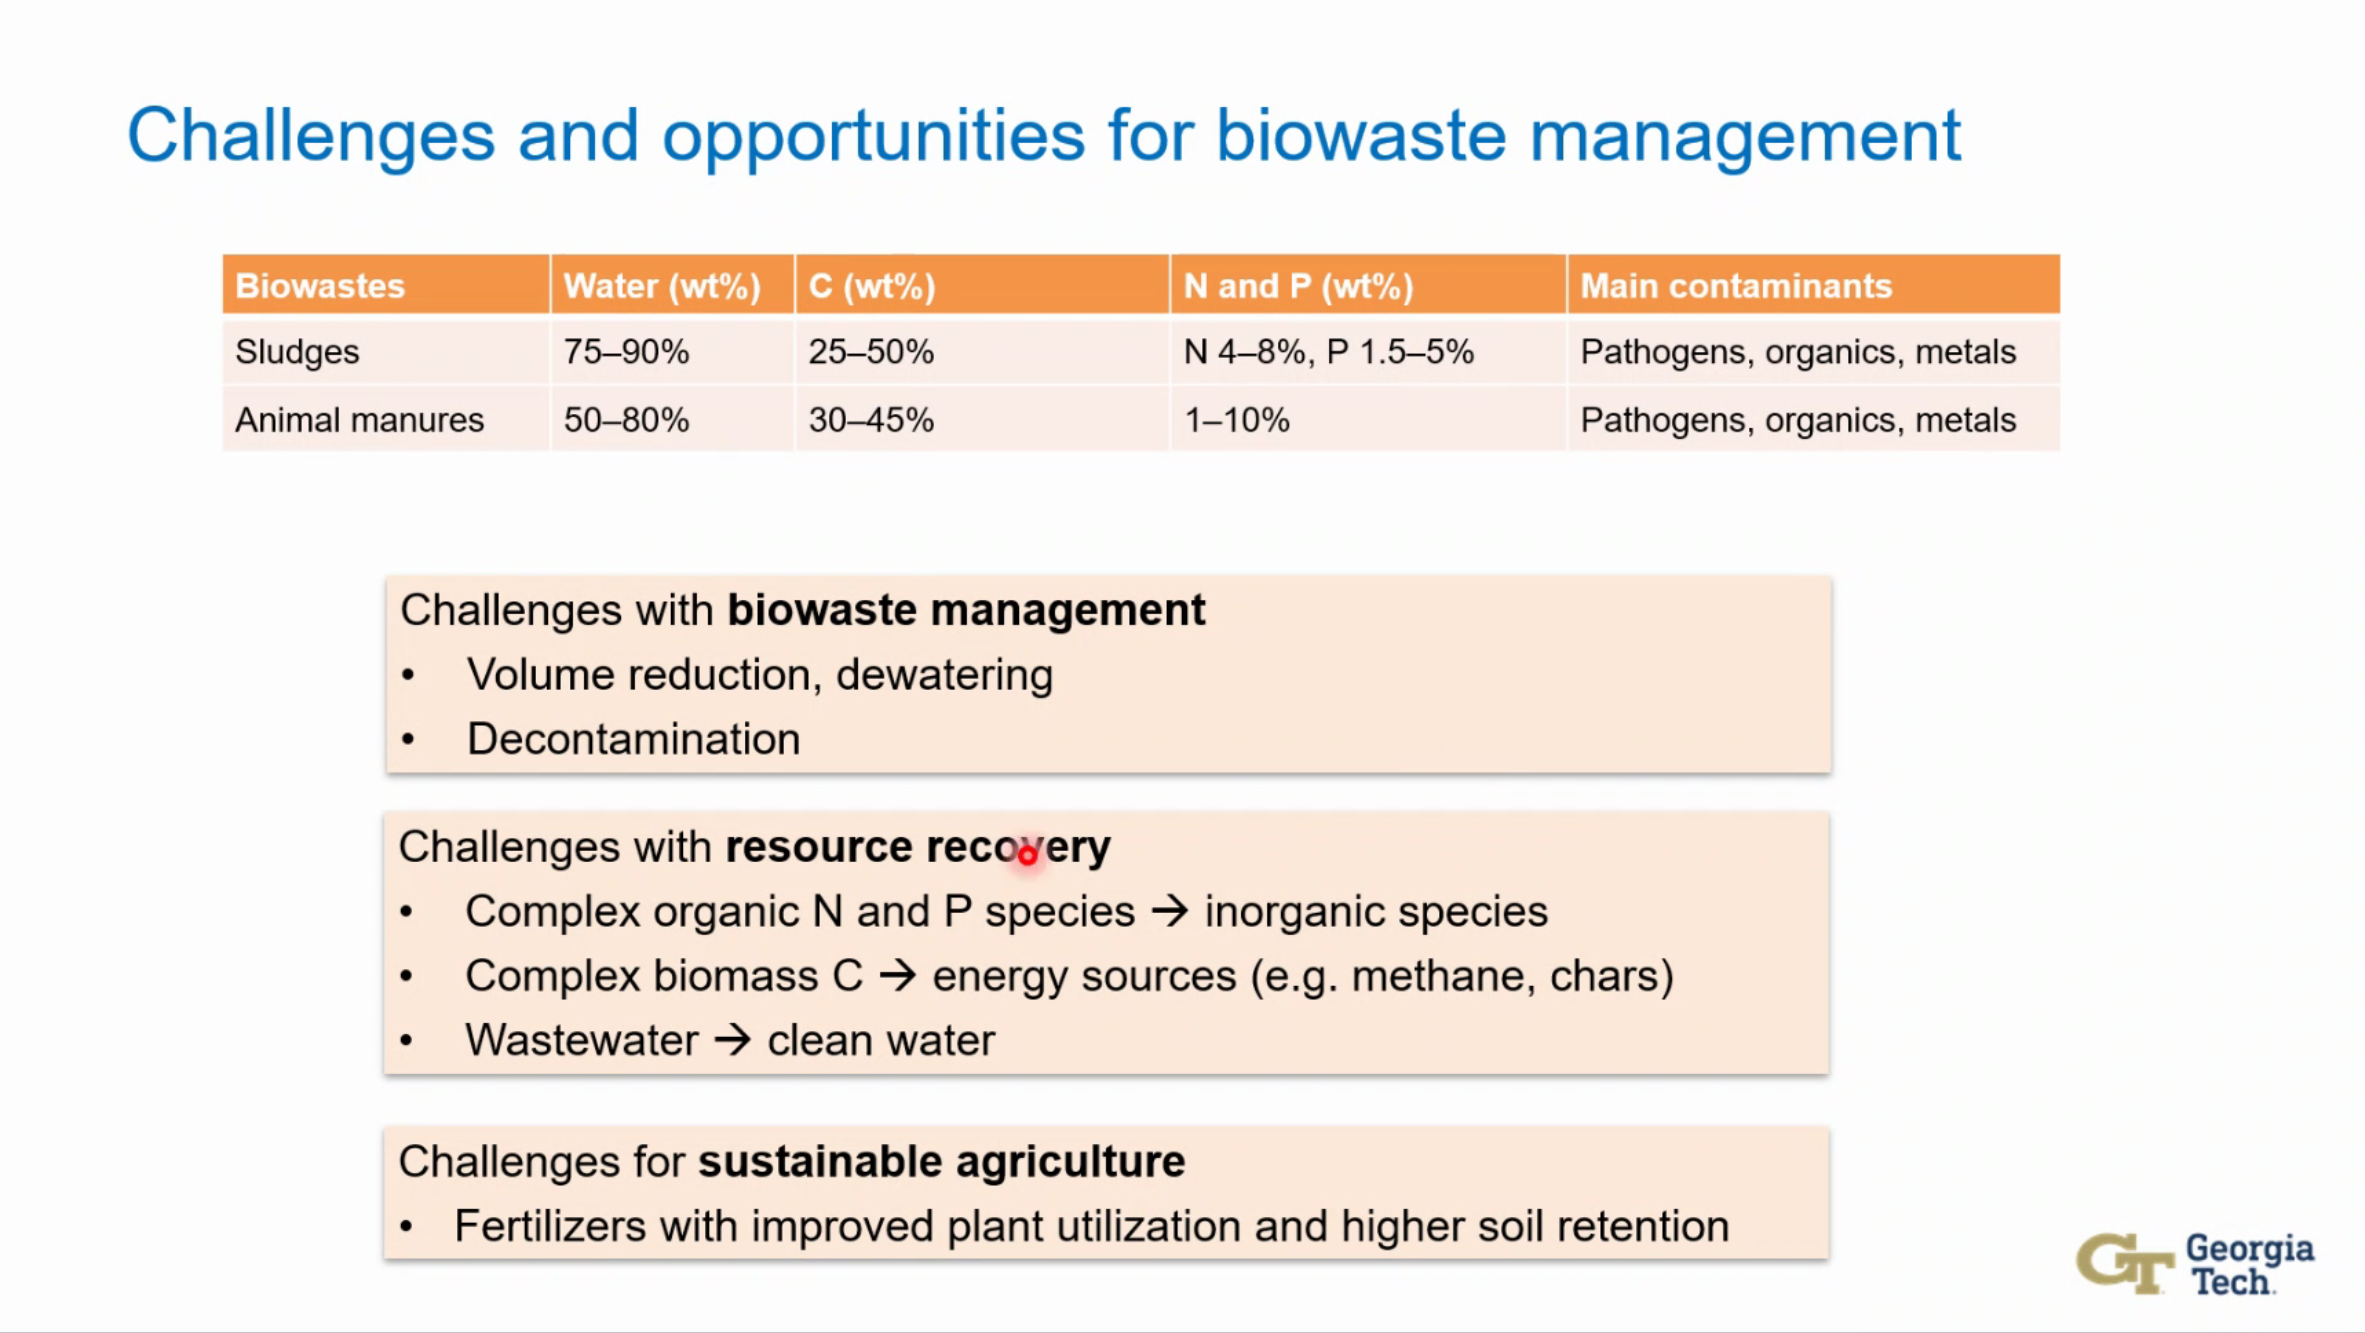 Challenges and opportunities for biowaste management
Biowastes Water (wt%) C (wt%) N and P (wt%) Main contaminants
Sludges 75–90% 25–50% N 4–8%, P 1.5–5% Pathogens, organics, metals
Animal manures 50–80% 30–45% 1–10% Pathogens, organics, metals
Challenges with biowaste management
• Volume reduction, dewatering
• Decontamination
Challenges with resource recovery
• Complex organic N and P species → inorganic species
• Complex biomass C → energy sources (e.g. methane, chars)
• Wastewater → clean water
Challenges for sustainable agriculture
• Fertilizers with improved plant utilization and higher soil retention
GT Georgia
Tech.